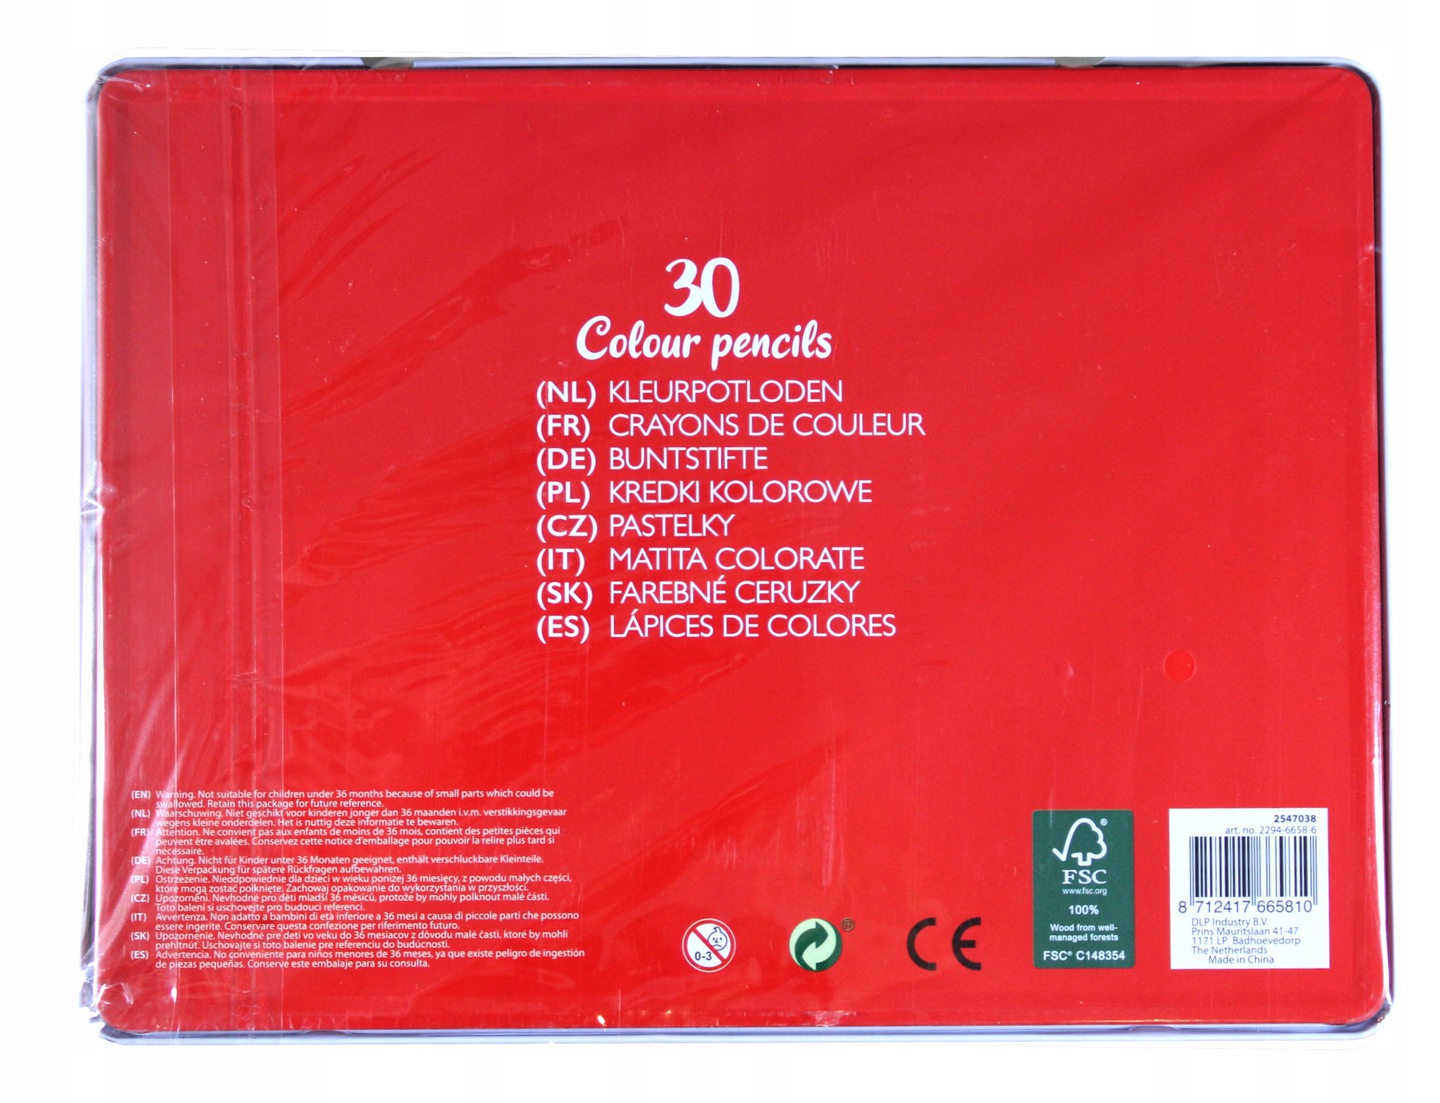 30
Colour pencils
(NL) KLEURPOTLODEN
(FR) CRAYONS DE COULEUR
(DE) BUNTSTIFTE
(PL) KREDKI KOLOROWE
(CZ) PASTELKY
(IT) MATITA COLORATE
(SK) FAREBNÉ CERUZKY
(ES) LÁPICES DE COLORES
(EN) Warning. Not suitable for children under 36 months because of small parts which could be
swallowed. Retain this package for future reference.
(NL) Waarschuwing. Niet geschikt voor kinderen jonger dan 36 maanden i.v.m. verstikkingsgevaar
wegens kleine onderdelen. Het is nuttig deze informatie te bewaren.
(FR) Attention. Ne convient pas aux enfants de moins de 36 mois, contient des petites pièces qui
peuvent être avalées. Conservez cette notice d'emballage pour pouvoir la relire plus tard si
nécessaire.
(DE) Achtung. Nicht für Kinder unter 36 Monaten geeignet, enthält verschluckbare Kleinteile.
Diese Verpackung für spätere Rückfragen aufbewahren.
(PL) Ostrzeżenie. Nieodpowiednie dla dzieci w wieku poniżej 36 miesięcy, z powodu małych części,
które mogą zostać połknięte. Zachowaj opakowanie do wykorzystania w przyszłości.
(CZ) Upozornění. Nevhodné pro děti mladší 36 měsíců, protože by mohly polknout malé části.
Toto balení si uschovejte pro budoucí referenci.
(IT) Avvertenza. Non adatto a bambini di età inferiore a 36 mesi a causa di piccole parti che possono
essere ingerite. Conservare questa confezione per riferimento futuro.
(SK) Upozornenie. Nevhodné pre deti vo veku do 36 mesiacov z dôvodu malé časti, ktoré by mohli
prehltnúť. Uschovajte si toto balenie pre referenciu do budúcnosti.
(ES) Advertencia. No conveniente para niños menores de 36 meses, ya que existe peligro de ingestión
de piezas pequeñas. Conserve este embalaje para su consulta.
0-3
®
CE
®
FSC
www.fsc.org
100%
Wood from well-
managed forests
FSC® C148354
2547038
art. no. 2294-6658-6
8 712417 665810
DLP Industry B.V.
Prins Mauritslaan 41-47
1171 LP Badhoevedorp
The Netherlands
Made in China